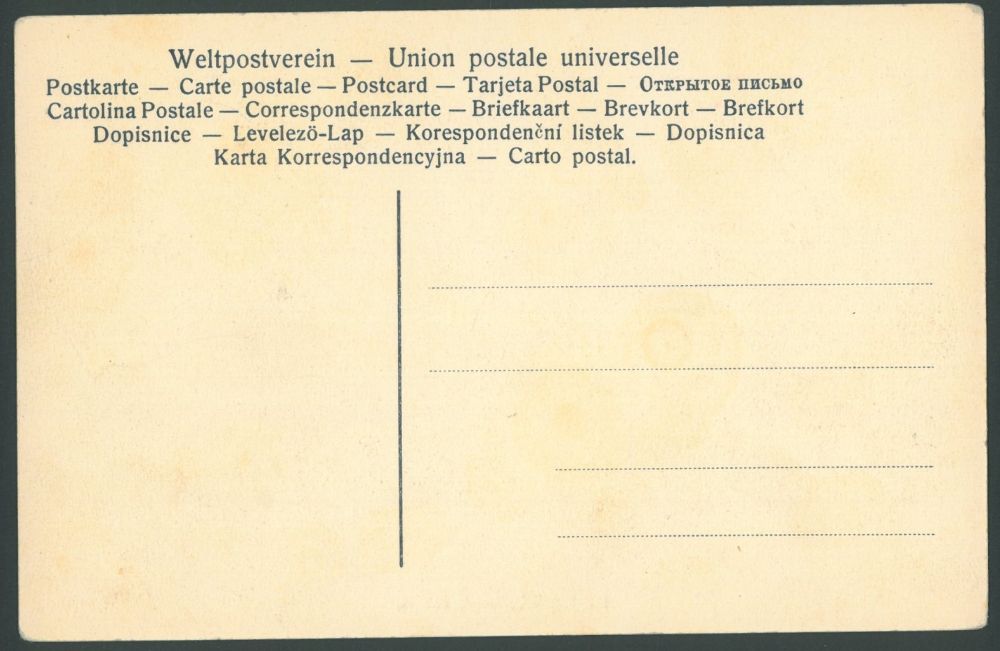 Weltpostverein — Union postale universelle
Postkarte — Carte postale — Postcard — Tarjeta Postal — Открытое письмо
Cartolina Postale — Correspondenzkarte — Briefkaart — Brevkort — Brefkort
Dopisnice — Levelezö-Lap — Korespondenční listek — Dopisnica
Karta Korrespondencyjna — Carto postal.